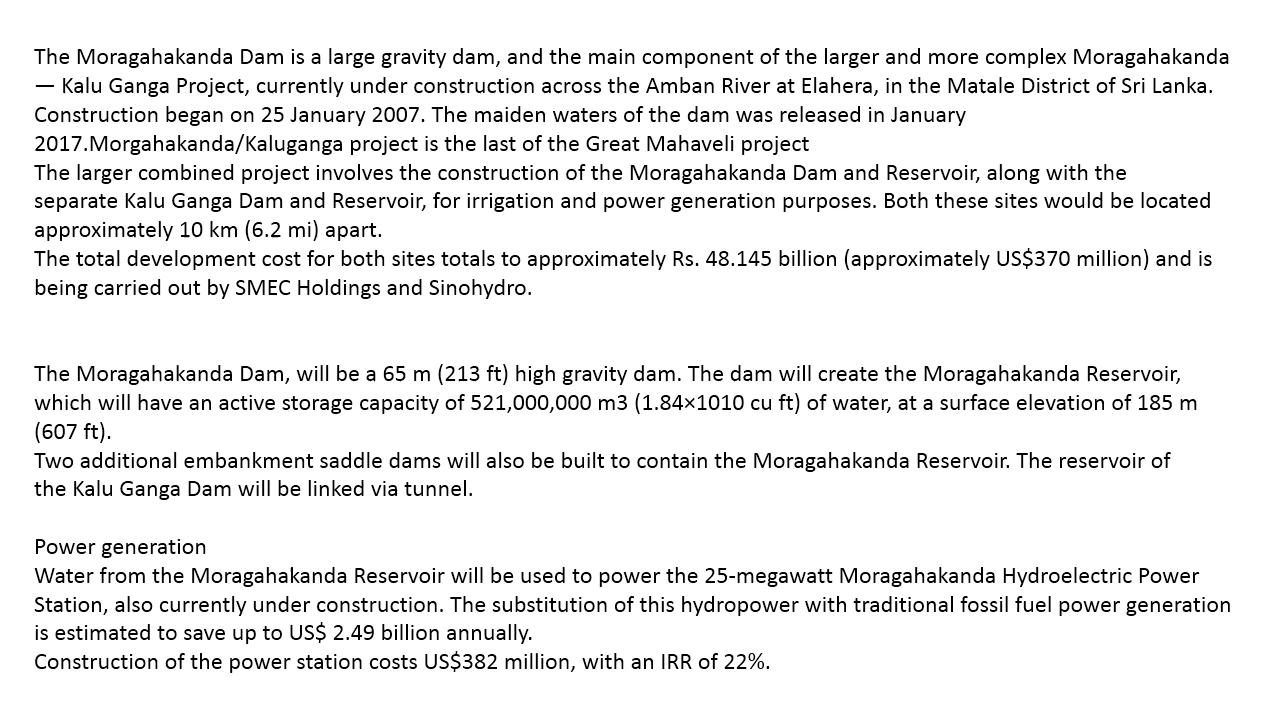 The Moragahakanda Dam is a large gravity dam, and the main component of the larger and more complex Moragahakanda
— Kalu Ganga Project, currently under construction across the Amban River at Elahera, in the Matale District of Sri Lanka.
Construction began on 25 January 2007. The maiden waters of the dam was released in January
2017.Morgahakanda/Kaluganga project is the last of the Great Mahaveli project
The larger combined project involves the construction of the Moragahakanda Dam and Reservoir, along with the
separate Kalu Ganga Dam and Reservoir, for irrigation and power generation purposes. Both these sites would be located
approximately 10 km (6.2 mi) apart.
The total development cost for both sites totals to approximately Rs. 48.145 billion (approximately US$370 million) and is
being carried out by SMEC Holdings and Sinohydro.
The Moragahakanda Dam, will be a 65 m (213 ft) high gravity dam. The dam will create the Moragahakanda Reservoir,
which will have an active storage capacity of 521,000,000 m3 (1.84×1010 cu ft) of water, at a surface elevation of 185 m
(607 ft).
Two additional embankment saddle dams will also be built to contain the Moragahakanda Reservoir. The reservoir of
the Kalu Ganga Dam will be linked via tunnel.
Power generation
Water from the Moragahakanda Reservoir will be used to power the 25-megawatt Moragahakanda Hydroelectric Power
Station, also currently under construction. The substitution of this hydropower with traditional fossil fuel power generation
is estimated to save up to US$ 2.49 billion annually.
Construction of the power station costs US$382 million, with an IRR of 22%.